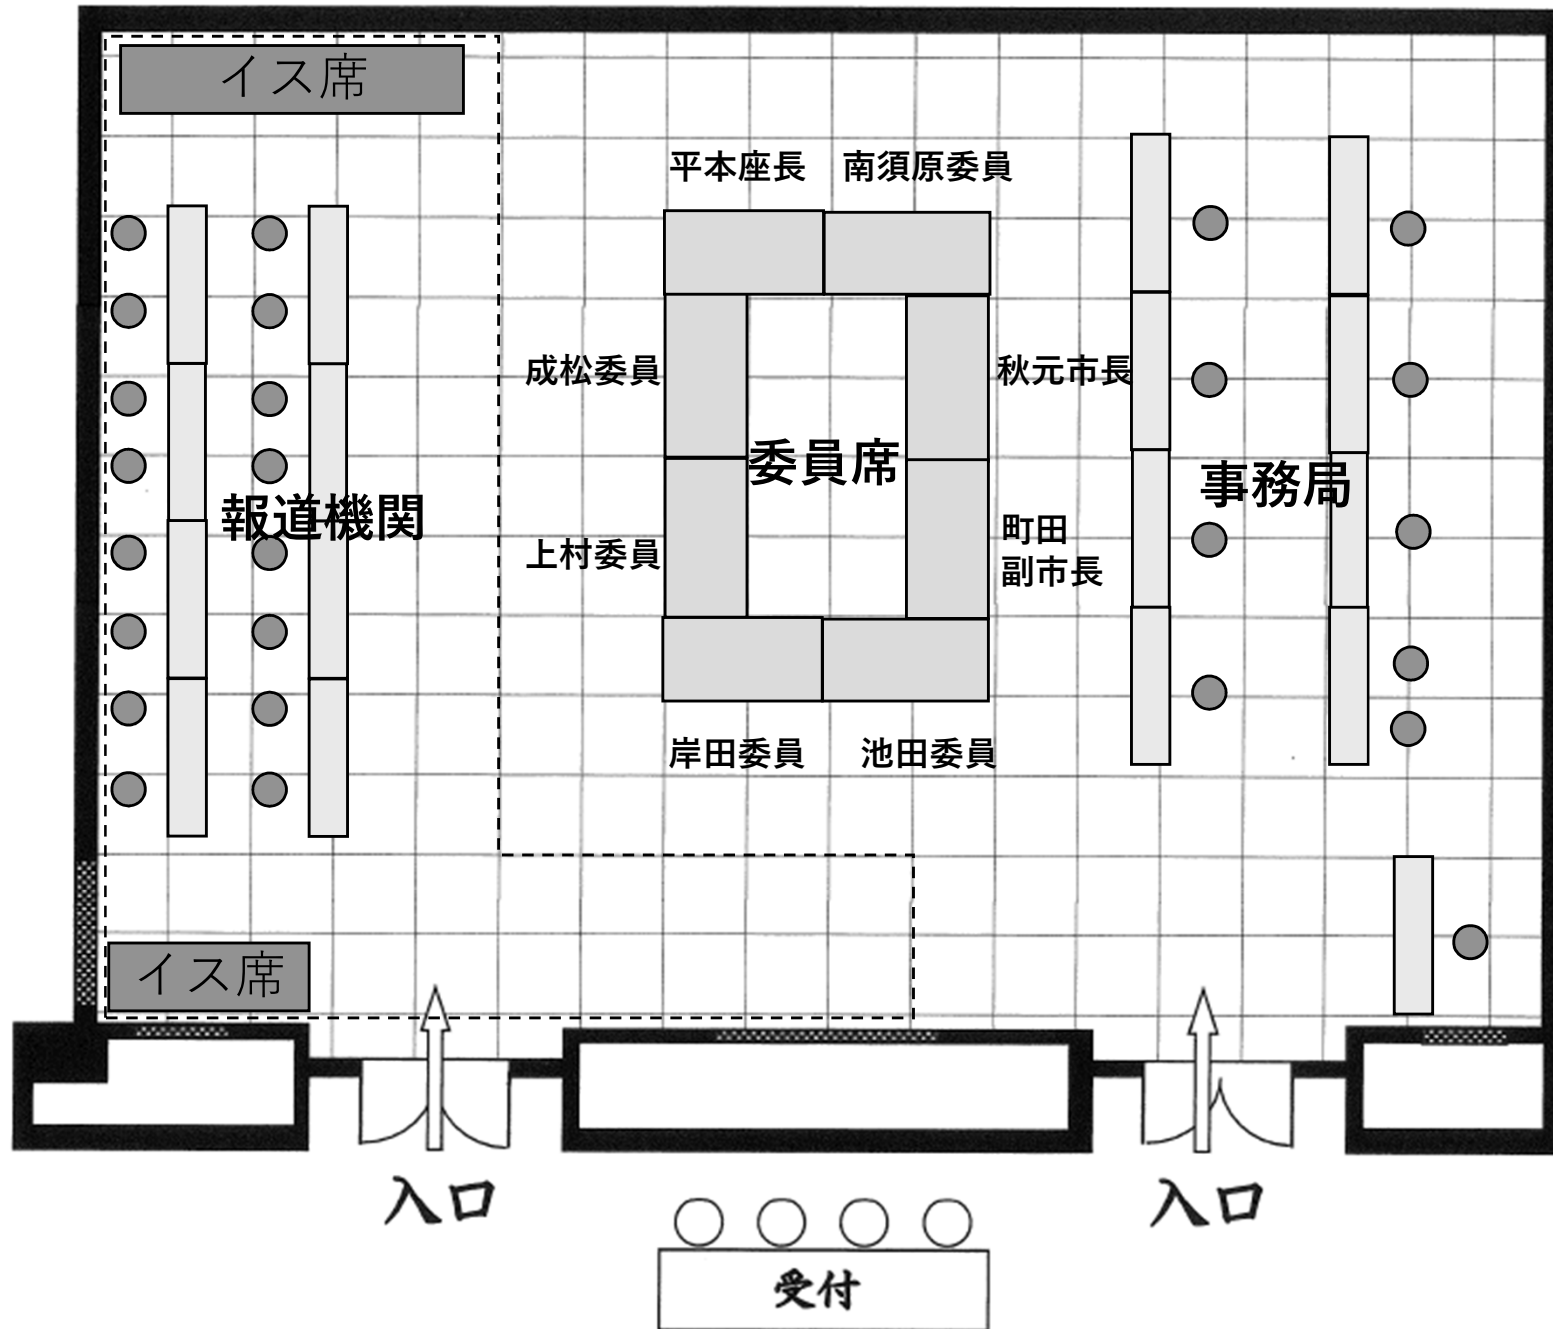 イス席
平本座長
南須原委員
成松委員
秋元市長
委員席
事務局
報道機関
上村委員
町田
副市長
岸田委員
池田委員
イス席
入口
入口
受付